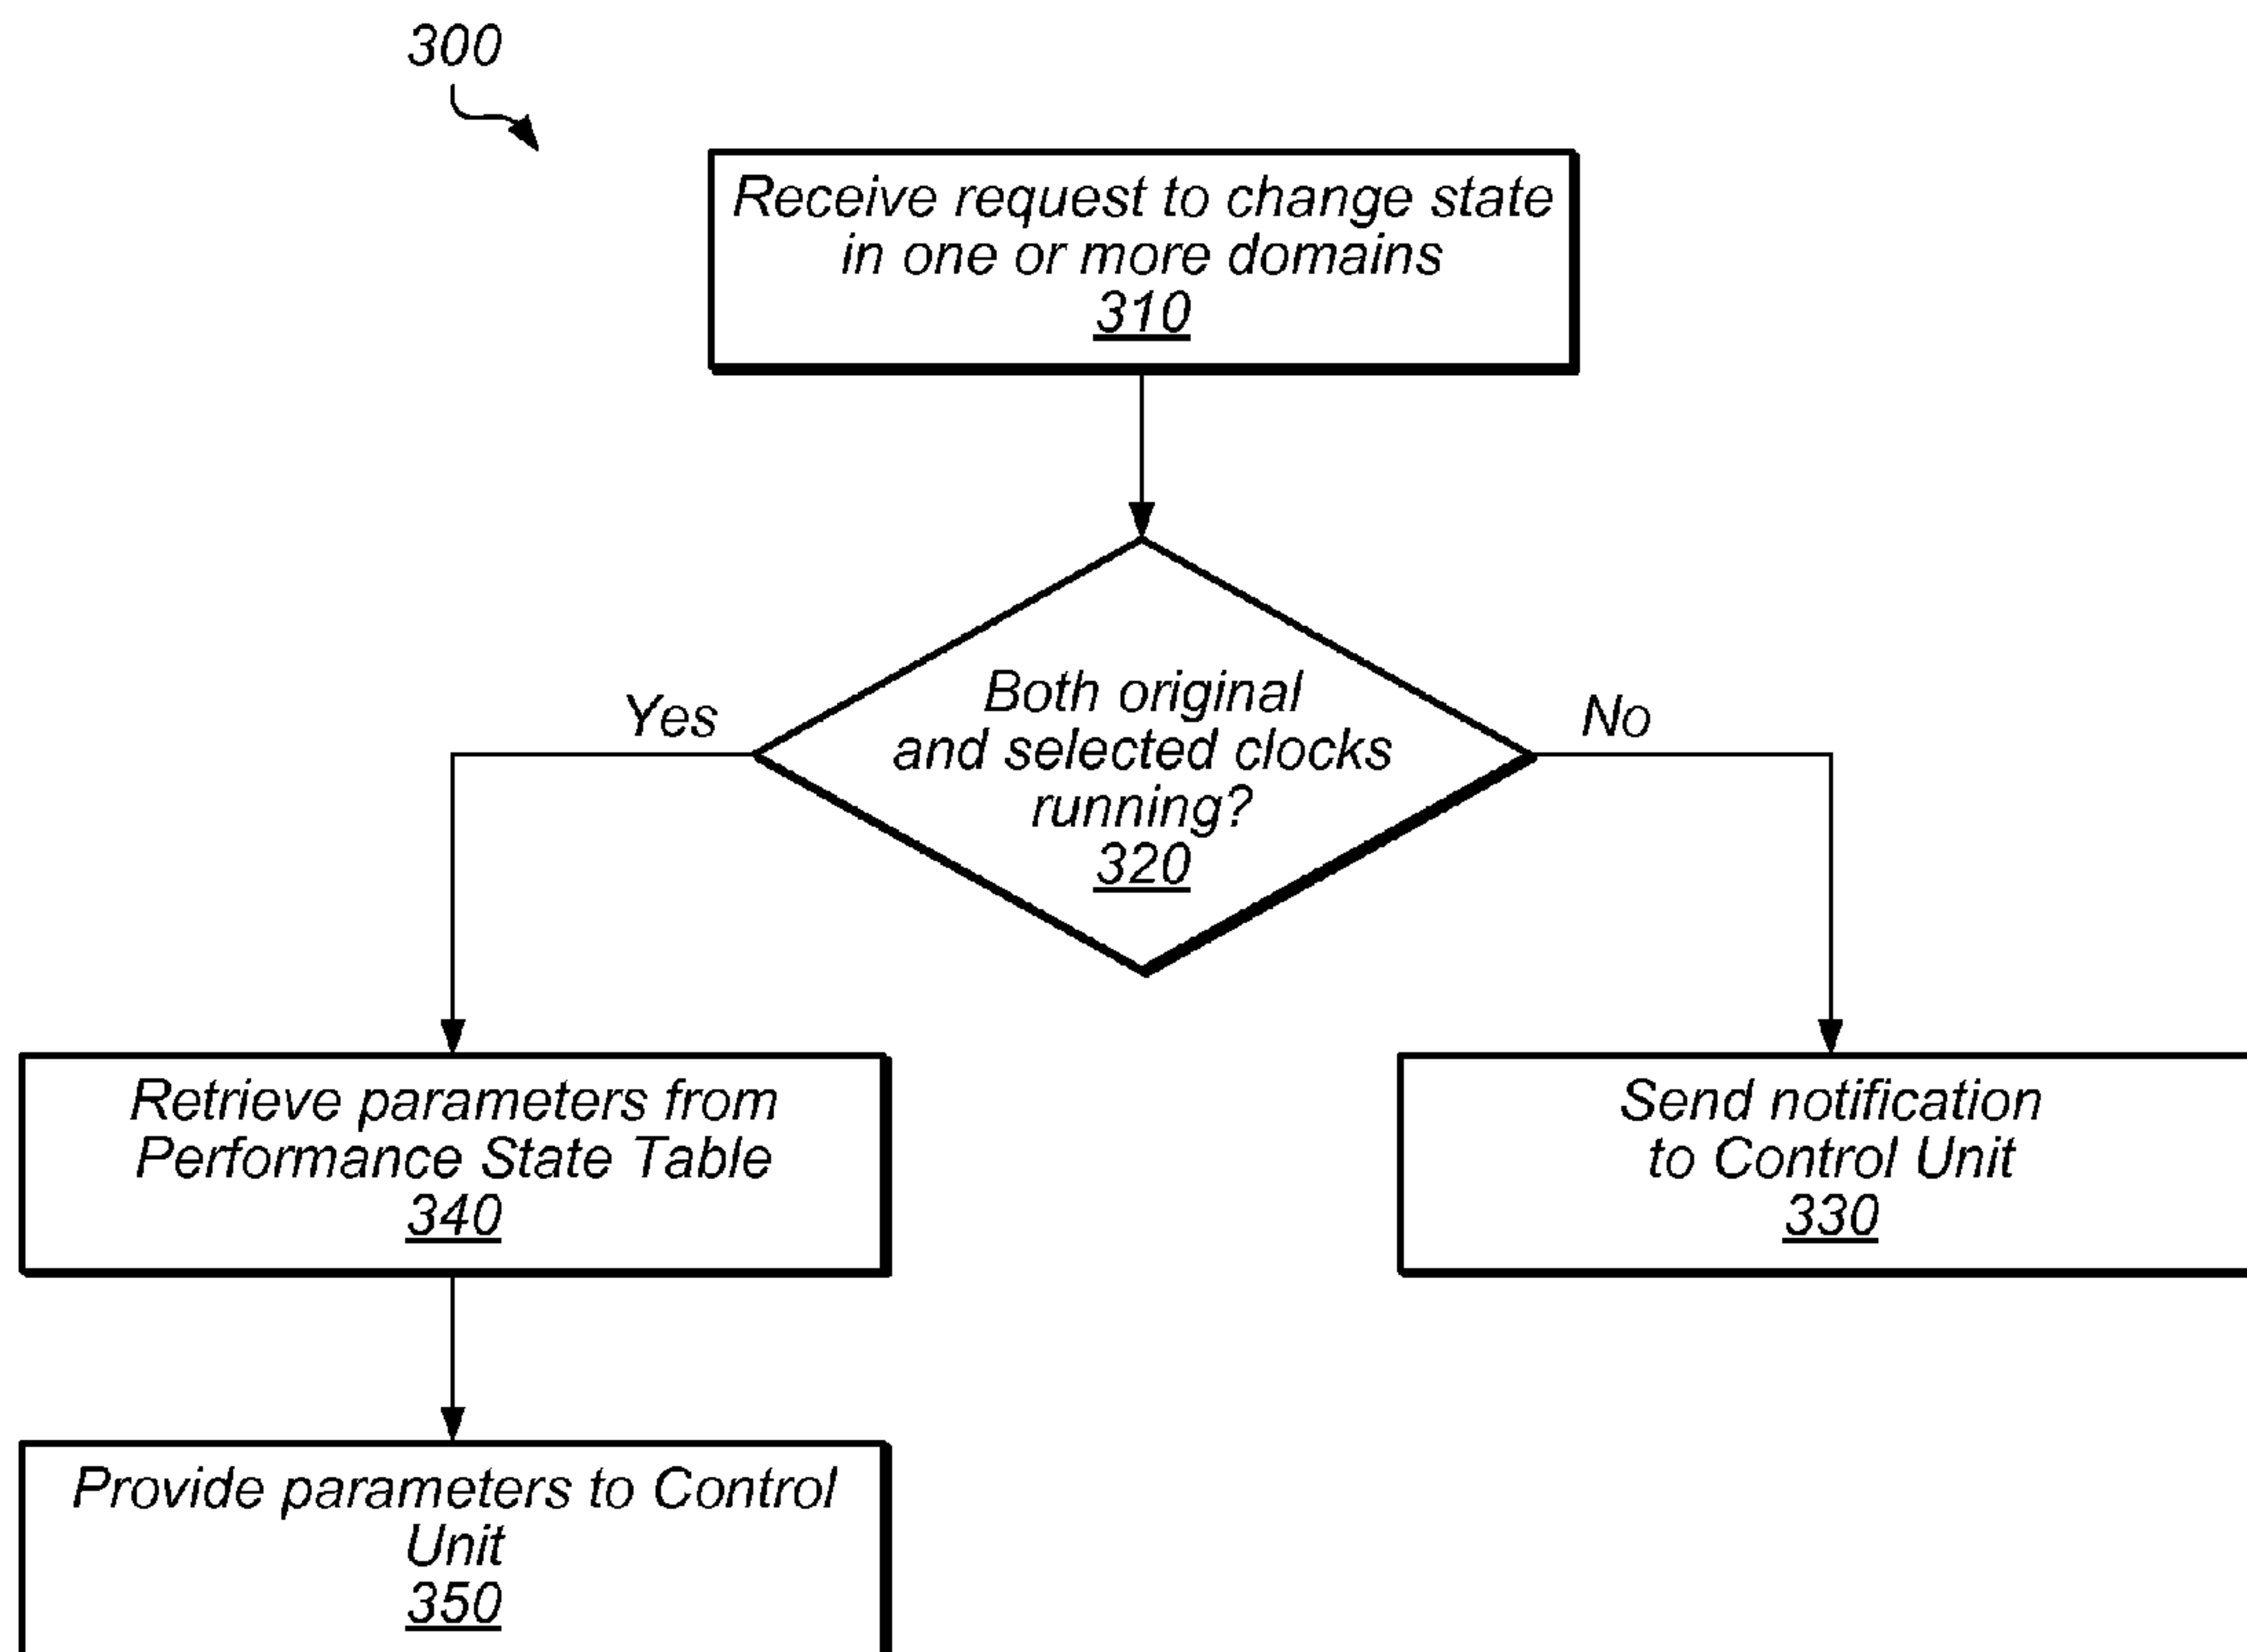 300
Receive request to change state
in one or more domains
310
Both original
and selected clocks
running?
320
Yes
No
Retrieve parameters from
Performance State Table
340
Send notification
to Control Unit
330
Provide parameters to Control
Unit
350